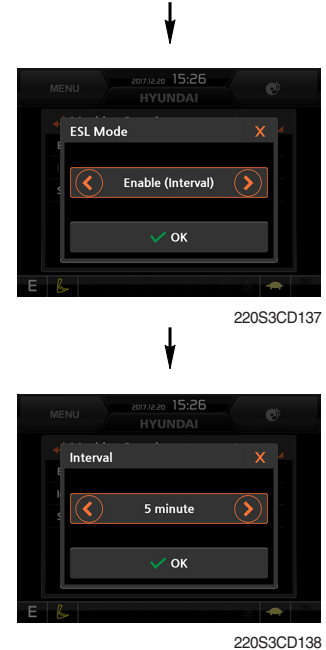 MENU 2017.12.20 15:26
HYUNDAI
ESL Mode X
Enable (Interval)
OK
E
220S3CD137
MENU 2017.12.20 15:26
HYUNDAI
Interval X
5 minute
OK
E
220S3CD138